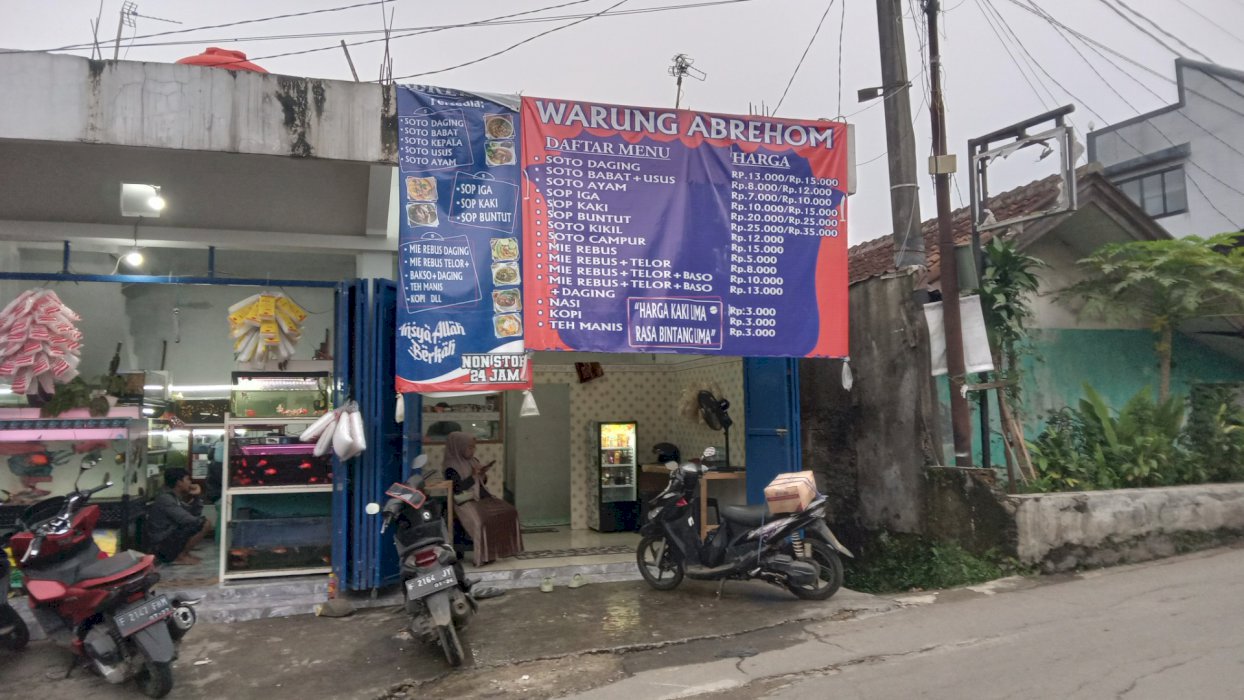 Tersedia:
SOTO DAGING
SOTO BABAT
SOTO KEPALA
SOTO USUS
SOTO AYAM
• SOP IGA
• SOP KAKI
• SOP BUNTUT
• MIE REBUS DAGING
• MIE REBUS TELOR+
• BAKSO+DAGING
• TEH MANIS
• KOPI DLL
Insya Allah
Berkah
NON STOP
24 JAM
WARUNG ABREHOM
DAFTAR MENU HARGA
• SOTO DAGING RP.13.000/RP.15.000
• SOTO BABAT + USUS RP.8.000/RP.12.000
• SOTO AYAM RP.7.000/RP.10.000
• SOP IGA RP.10.000/RP.15.000
• SOP KAKI RP.20.000/RP.25.000
• SOP BUNTUT RP.25.000/RP.35.000
• SOTO KIKIL RP.12.000
• SOTO CAMPUR RP.15.000
• MIE REBUS RP.5.000
• MIE REBUS + TELOR RP.8.000
• MIE REBUS + TELOR + BASO RP.10.000
• MIE REBUS + TELOR + BASO RP.13.000
+ DAGING
• NASI RP.3.000
• KOPI RP.3.000
• TEH MANIS RP.3.000
"HARGA KAKI LIMA
RASA BINTANG LIMA"
F 2164 JY